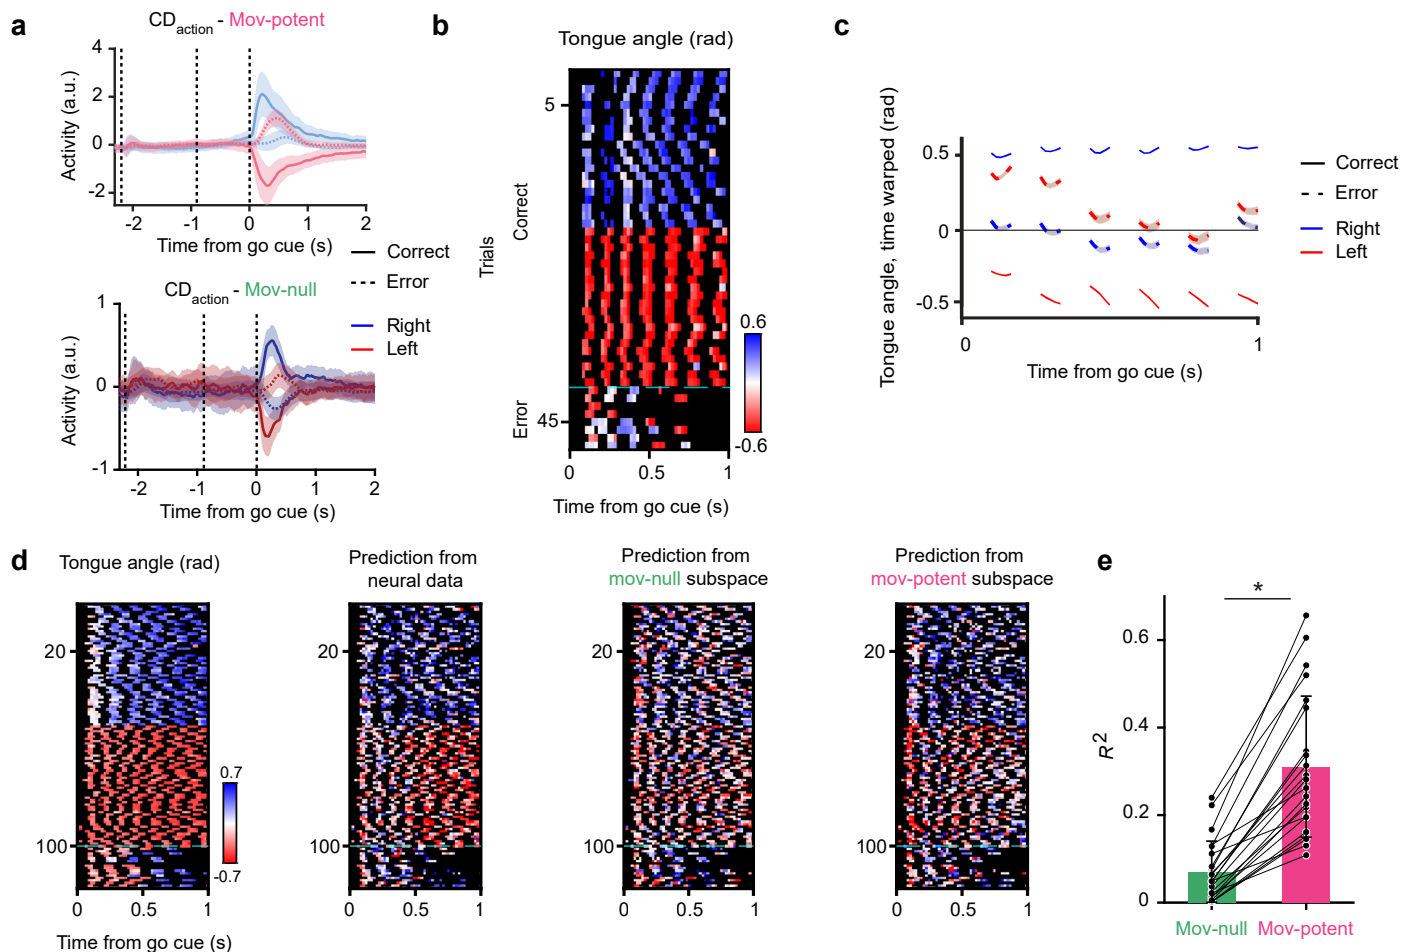 a
CD_action - Mov-potent
Activity (a.u.)
4
2
0
-2
-2
-1
0
1
2
Time from go cue (s)
Correct
Error
Right
Left
CD_action - Mov-null
Activity (a.u.)
1
0
-1
-2
-1
0
1
2
Time from go cue (s)
b
Tongue angle (rad)
Trials
Correct
Error
5
45
0.6
-0.6
0
0.5
1
Time from go cue (s)
c
Tongue angle, time warped (rad)
0.5
0
-0.5
0
1
Time from go cue (s)
Correct
Error
Right
Left
d
Tongue angle (rad)
20
100
0.7
-0.7
0
0.5
1
Time from go cue (s)
Prediction from
neural data
20
100
0
0.5
1
Prediction from
mov-null subspace
20
100
0
0.5
1
Prediction from
mov-potent subspace
20
100
0
0.5
1
e
*
R²
0.6
0.4
0.2
0
Mov-null
Mov-potent